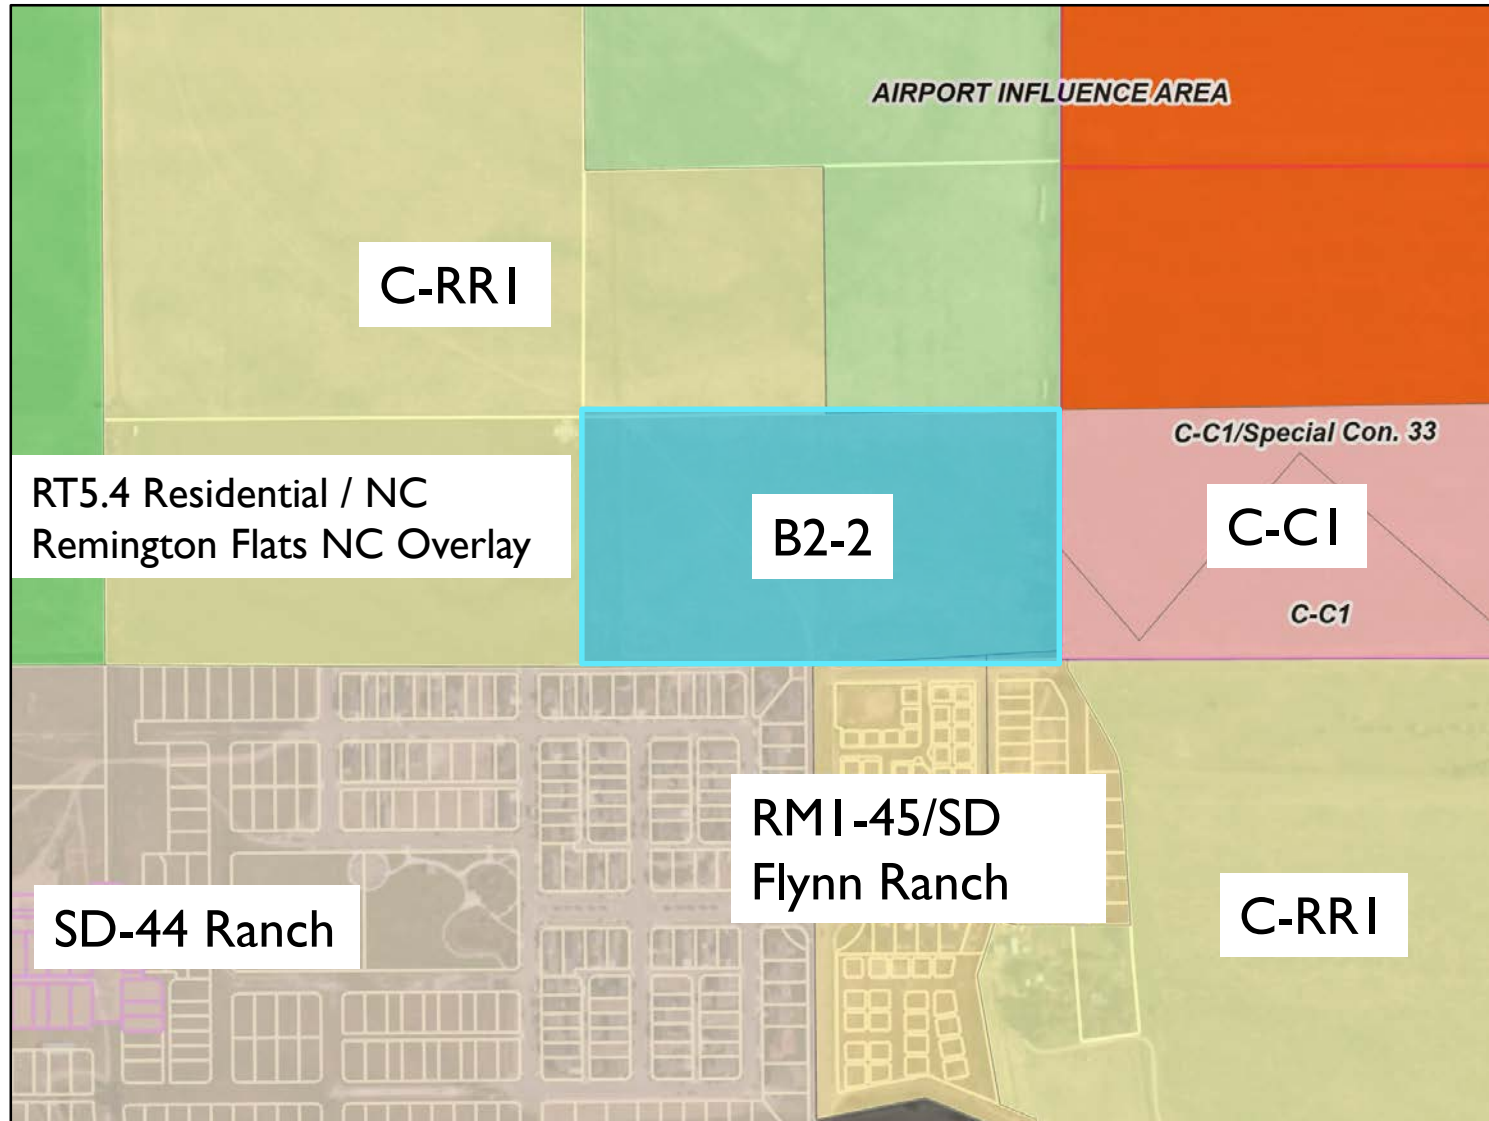 AIRPORT INFLUENCE AREA
C-RR1
C-C1/Special Con. 33
RT5.4 Residential / NC
Remington Flats NC Overlay
B2-2
C-C1
C-C1
RM1-45/SD
Flynn Ranch
SD-44 Ranch
C-RR1